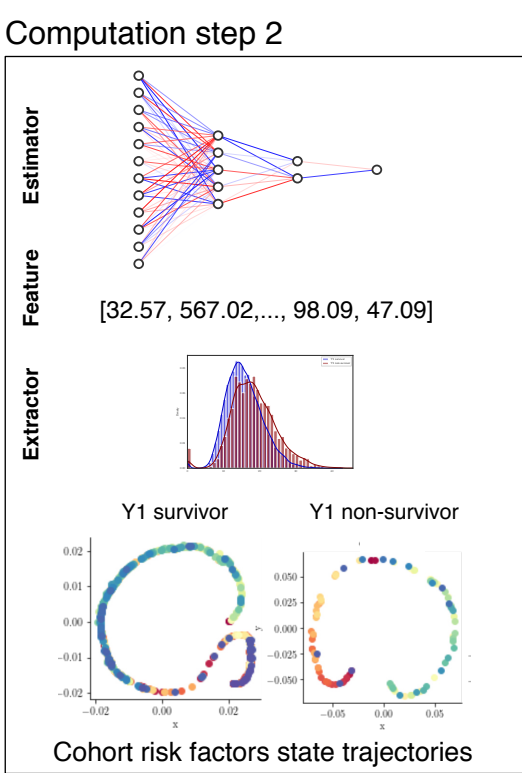 Computation step 2
Estimator
Feature
[32.57, 567.02,..., 98.09, 47.09]
Extractor
Y1 survivor
Y1 non-survivor
0.02
0.01
0.00
−0.01
−0.02
−0.02
0.00
0.02
x
y
0.050
0.025
0.000
−0.025
−0.050
−0.05
0.00
0.05
x
Cohort risk factors state trajectories